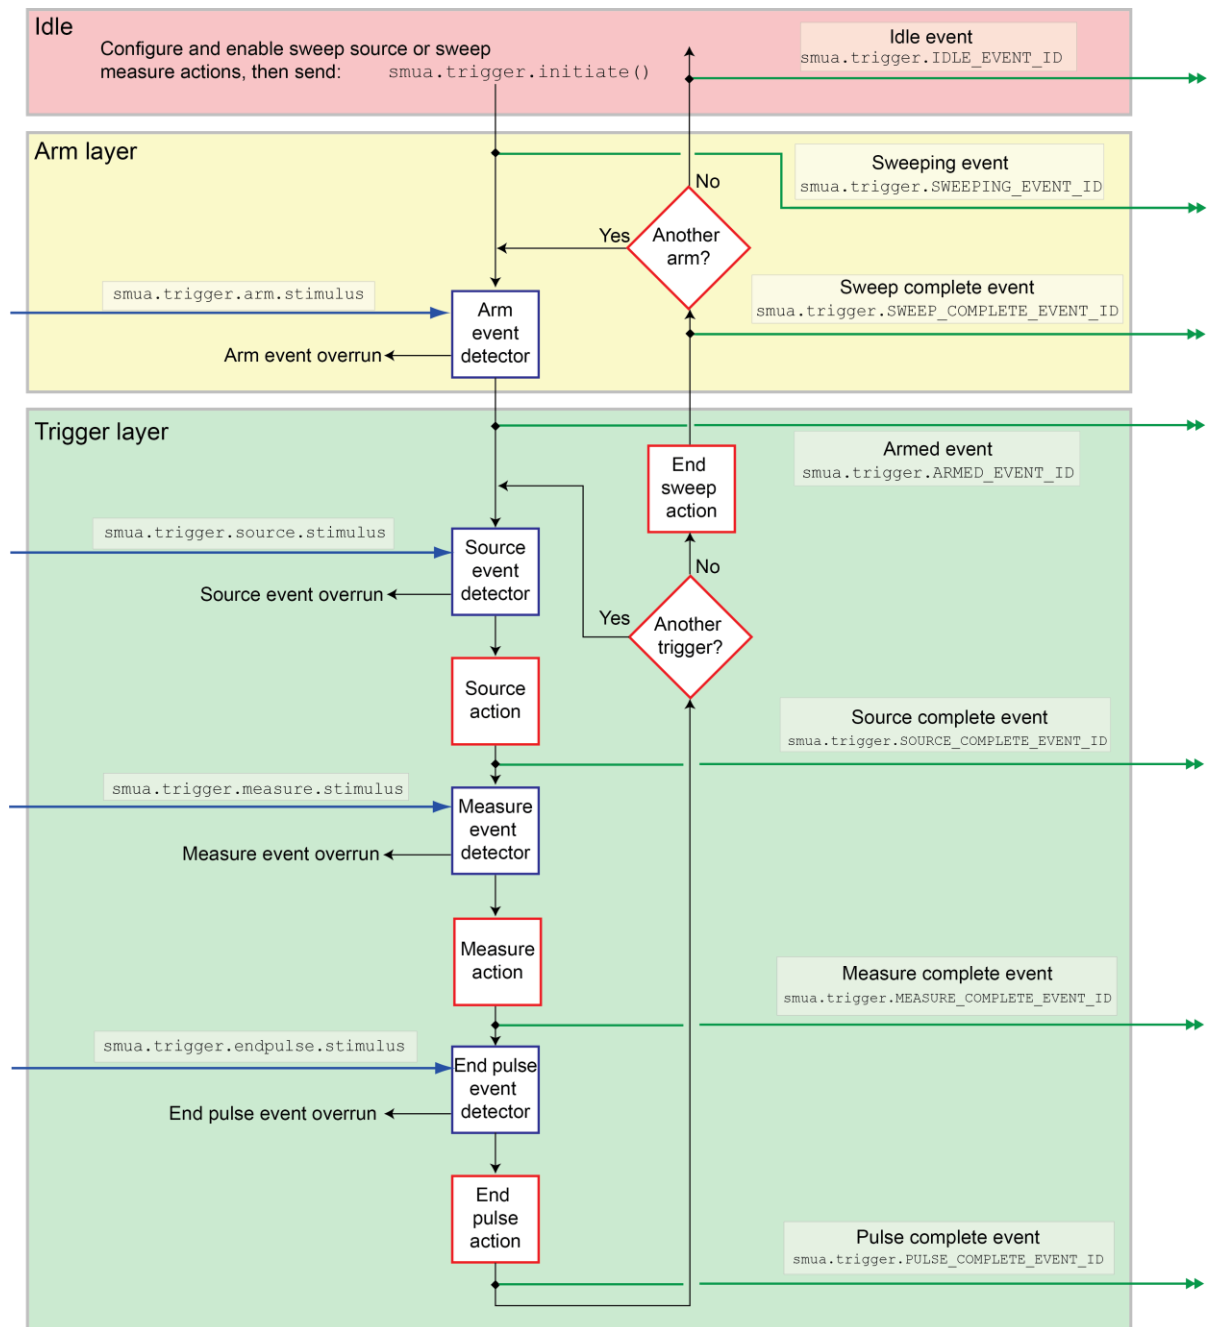 Idle
Configure and enable sweep source or sweep
measure actions, then send: smua.trigger.initiate()
Idle event
smua.trigger.IDLE_EVENT_ID
Arm layer
Sweeping event
smua.trigger.SWEEPING_EVENT_ID
No
Yes
Another
arm?
Sweep complete event
smua.trigger.SWEEP_COMPLETE_EVENT_ID
smua.trigger.arm.stimulus
Arm
event
detector
Arm event overrun
Trigger layer
Armed event
smua.trigger.ARMED_EVENT_ID
End
sweep
action
smua.trigger.source.stimulus
Source
event
detector
Source event overrun
No
Yes
Another
trigger?
Source
action
Source complete event
smua.trigger.SOURCE_COMPLETE_EVENT_ID
smua.trigger.measure.stimulus
Measure
event
detector
Measure event overrun
Measure
action
Measure complete event
smua.trigger.MEASURE_COMPLETE_EVENT_ID
smua.trigger.endpulse.stimulus
End pulse
event
detector
End pulse event overrun
End
pulse
action
Pulse complete event
smua.trigger.PULSE_COMPLETE_EVENT_ID